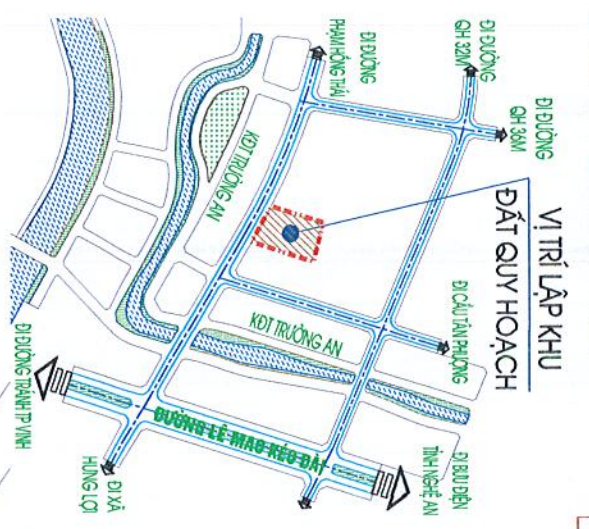 VỊ TRÍ LẬP KHU
ĐẤT QUY HOẠCH
ĐI ĐƯỜNG
QH 36M
ĐI ĐƯỜNG
QH 32M
ĐI ĐƯỜNG
PHẠM HỒNG THÁI
KĐT TRƯỜNG AN
ĐI CẦU TÂN PHƯỢNG
KĐT TRƯỜNG AN
ĐƯỜNG LÊ MAO KÉO DÀI
ĐI BƯU ĐIỆN
TỈNH NGHỆ AN
ĐI XÃ
HƯNG LỢI
ĐI ĐƯỜNG TRÁNH TP VINH